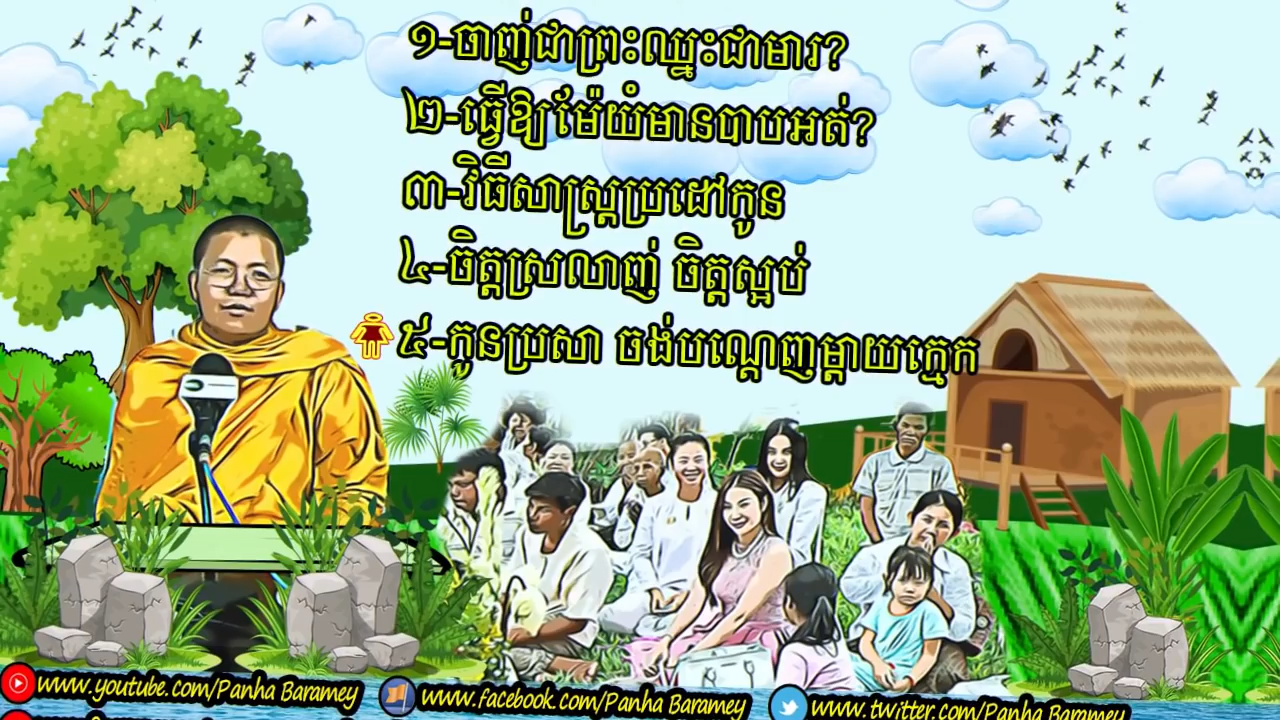 ១-ចាញ់ជាព្រះឈ្នះជាមារ?
២-ធ្វើឱ្យម៉ែយំមានបាបអត់?
៣-វិធីសាស្ត្រប្រដៅកូន
៤-ចិត្តស្រលាញ់ ចិត្តស្អប់
៥-កូនប្រសា ចង់បណ្តេញម្តាយក្មេក
www.youtube.com/Panha Baramey
www.facebook.com/Panha Baramey
www.twitter.com/Panha Baramey